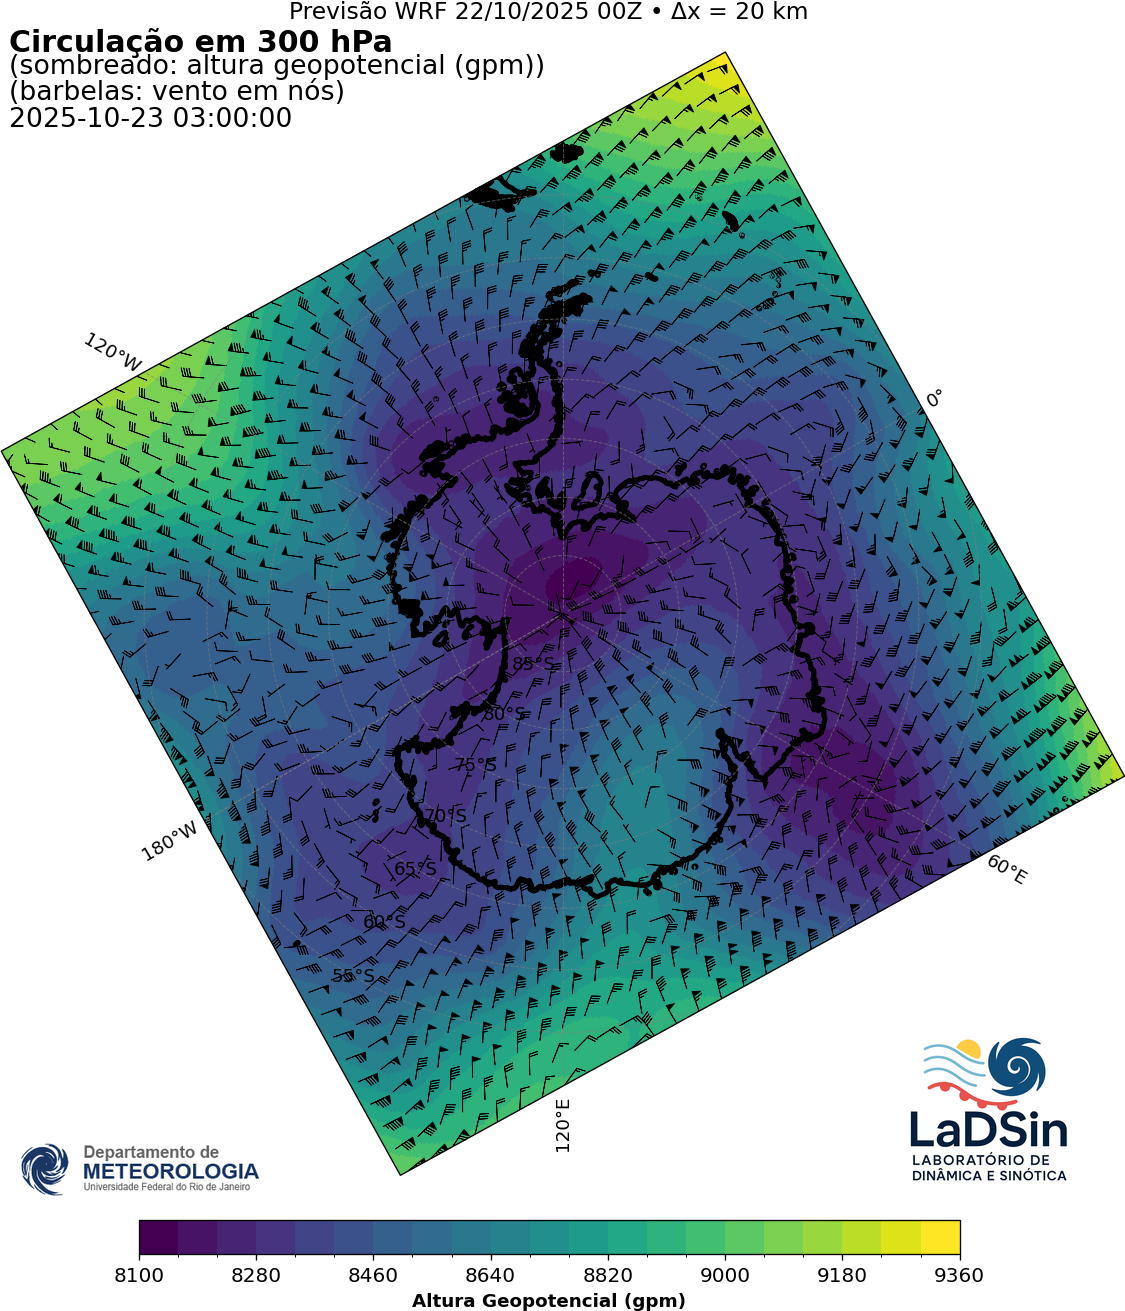 Previsão WRF 22/10/2025 00Z • Δx = 20 km
Circulação em 300 hPa
(sombreado: altura geopotencial (gpm))
(barbelas: vento em nós)
2025-10-23 03:00:00
120°W
0°
85°S
80°S
75°S
70°S
180°W
65°S
60°E
60°S
55°S
120°E
LaDSin
LABORATÓRIO DE
DINÂMICA E SINÓTICA
Departamento de
METEOROLOGIA
Universidade Federal do Rio de Janeiro
8100 8280 8460 8640 8820 9000 9180 9360
Altura Geopotencial (gpm)